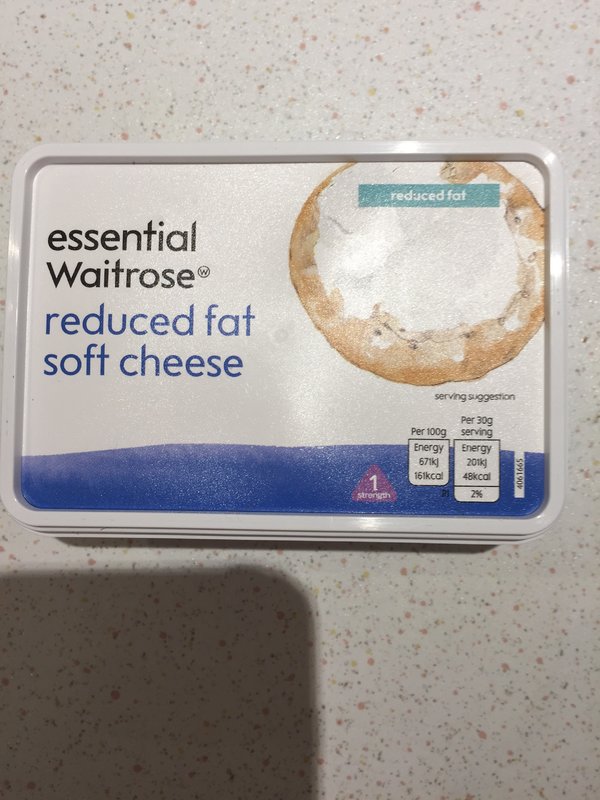 reduced fat
essential
Waitrose
reduced fat
soft cheese
serving suggestion
Per 100g
Energy
671kJ
161kcal
Per 30g
serving
Energy
201kJ
48kcal
2%
1
strength
4061665